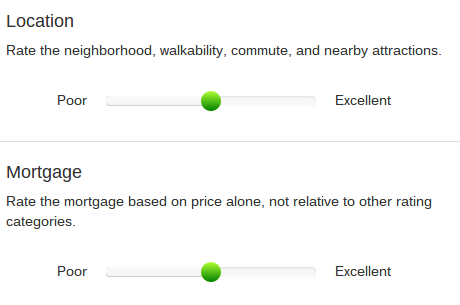 Location
Rate the neighborhood, walkability, commute, and nearby attractions.
Poor Excellent
Mortgage
Rate the mortgage based on price alone, not relative to other rating
categories.
Poor Excellent